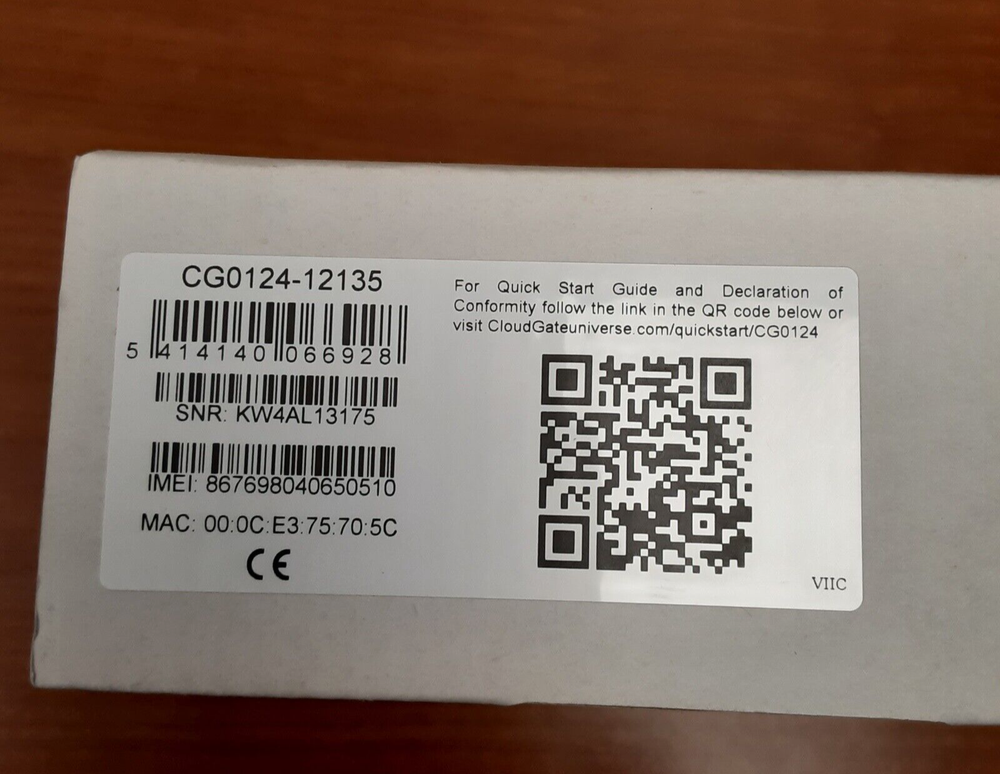 CG0124-12135
5 414140 066928
SNR: KW4AL13175
IMEI: 867698040650510
MAC: 00:0C:E3:75:70:5C
CE
For Quick Start Guide and Declaration of
Conformity follow the link in the QR code below or
visit CloudGateuniverse.com/quickstart/CG0124
VIIC